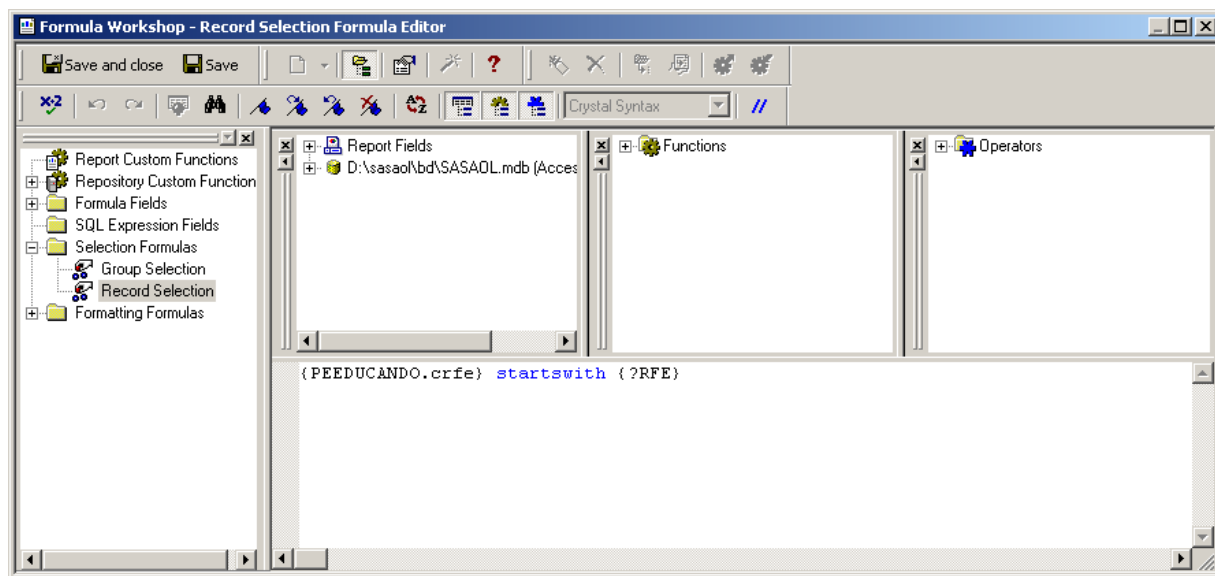 Formula Workshop - Record Selection Formula Editor
Save and close Save
Crystal Syntax
Report Custom Functions
Repository Custom Function
Formula Fields
SQL Expression Fields
Selection Formulas
Group Selection
Record Selection
Formatting Formulas
Report Fields
D:\sasaol\bd\SASAOL.mdb (Acces
Functions
Operators
{PEEDUCANDO.crfe} startswith {?RFE}